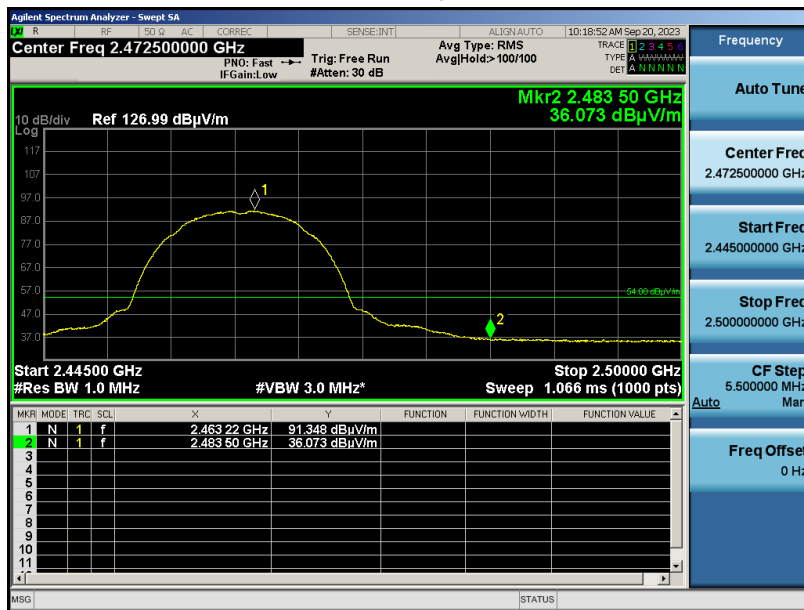 Agilent Spectrum Analyzer - Swept SA
LXI R RF 50 Ω AC CORREC SENSE:INT ALIGN AUTO 10:18:52 AM Sep 20, 2023
Center Freq 2.472500000 GHz Avg Type: RMS TRACE 1 2 3 4 5 6
PNO: Fast Trig: Free Run Avg|Hold:>100/100 TYPE A WWWWW
IFGain:Low #Atten: 30 dB DET A N N N N N
Mkr2 2.483 50 GHz
10 dB/div Ref 126.99 dBµV/m 36.073 dBµV/m
Log
117
107
97.0
1
87.0
77.0
67.0
57.0
54.00 dBµV/m
47.0
2
37.0
Start 2.44500 GHz Stop 2.50000 GHz
#Res BW 1.0 MHz #VBW 3.0 MHz* Sweep 1.066 ms (1000 pts)
MKR MODE TRC SCL X Y FUNCTION FUNCTION WIDTH FUNCTION VALUE
1 N 1 f 2.463 22 GHz 91.348 dBµV/m
2 N 1 f 2.483 50 GHz 36.073 dBµV/m
3
4
5
6
7
8
9
10
11
MSG STATUS
Frequency
Auto Tune
Center Freq
2.472500000 GHz
Start Freq
2.445000000 GHz
Stop Freq
2.500000000 GHz
CF Step
5.500000 MHz
Auto Man
Freq Offset
0 Hz